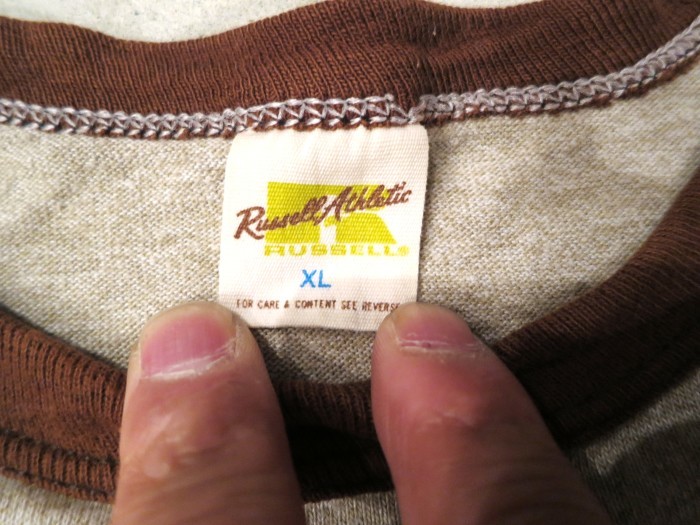 Russell Athletic
RUSSELL
XL
FOR CARE & CONTENT SEE REVERSE